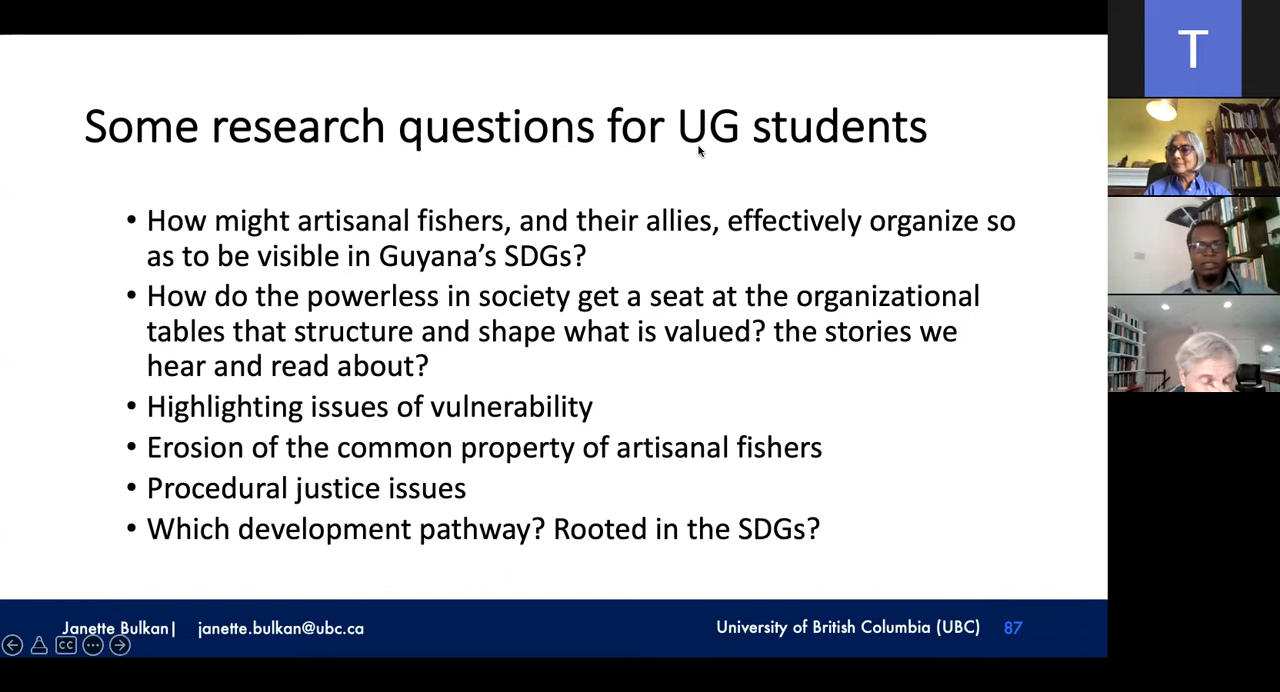 Some research questions for UG students
• How might artisanal fishers, and their allies, effectively organize so
as to be visible in Guyana’s SDGs?
• How do the powerless in society get a seat at the organizational
tables that structure and shape what is valued? the stories we
hear and read about?
• Highlighting issues of vulnerability
• Erosion of the common property of artisanal fishers
• Procedural justice issues
• Which development pathway? Rooted in the SDGs?
Janette Bulkan| janette.bulkan@ubc.ca University of British Columbia (UBC) 87
CC
T